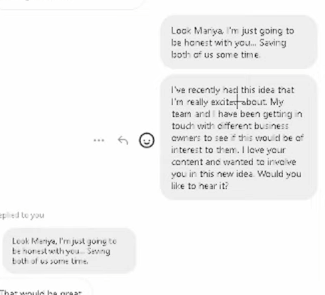 Look Mariya, I'm just going to
be honest with you... Saving
both of us some time.
I've recently had this idea that
I'm really excited about. My
team and I have been getting in
touch with different business
owners to see if this would be of
interest to them. I love your
content and wanted to involve
you in this new idea. Would you
like to hear it?
eplied to you
Look Mariya, I'm just going to
be honest with you... Saving
both of us some time.
That would be great